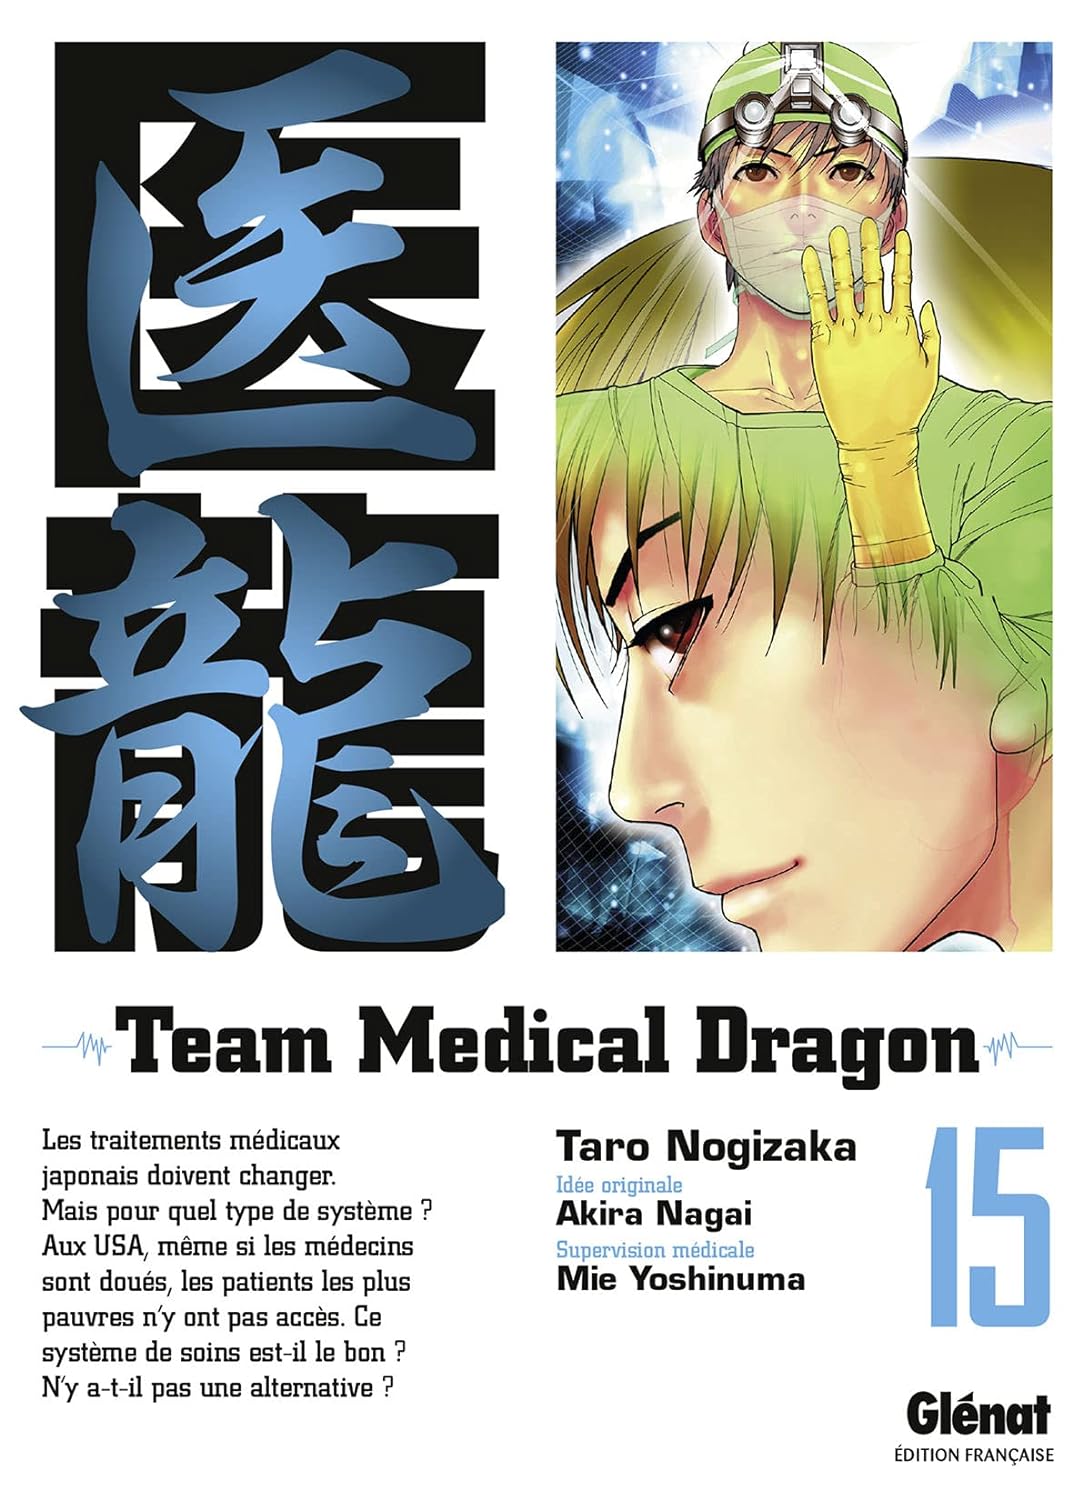 医
龍
Team Medical Dragon
Les traitements médicaux
japonais doivent changer.
Mais pour quel type de système ?
Aux USA, même si les médecins
sont doués, les patients les plus
pauvres n'y ont pas accès. Ce
système de soins est-il le bon ?
N'y a-t-il pas une alternative ?
Taro Nogizaka
Idée originale
Akira Nagai
Supervision médicale
Mie Yoshinuma
15
Glénat
ÉDITION FRANÇAISE